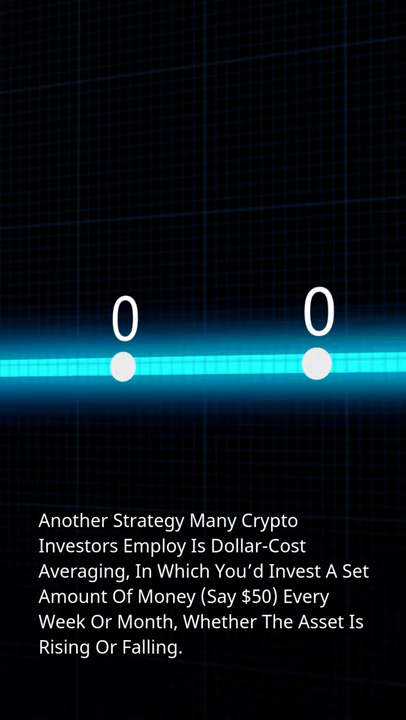 0 0
Another Strategy Many Crypto
Investors Employ Is Dollar-Cost
Averaging, In Which You’d Invest A Set
Amount Of Money (Say $50) Every
Week Or Month, Whether The Asset Is
Rising Or Falling.